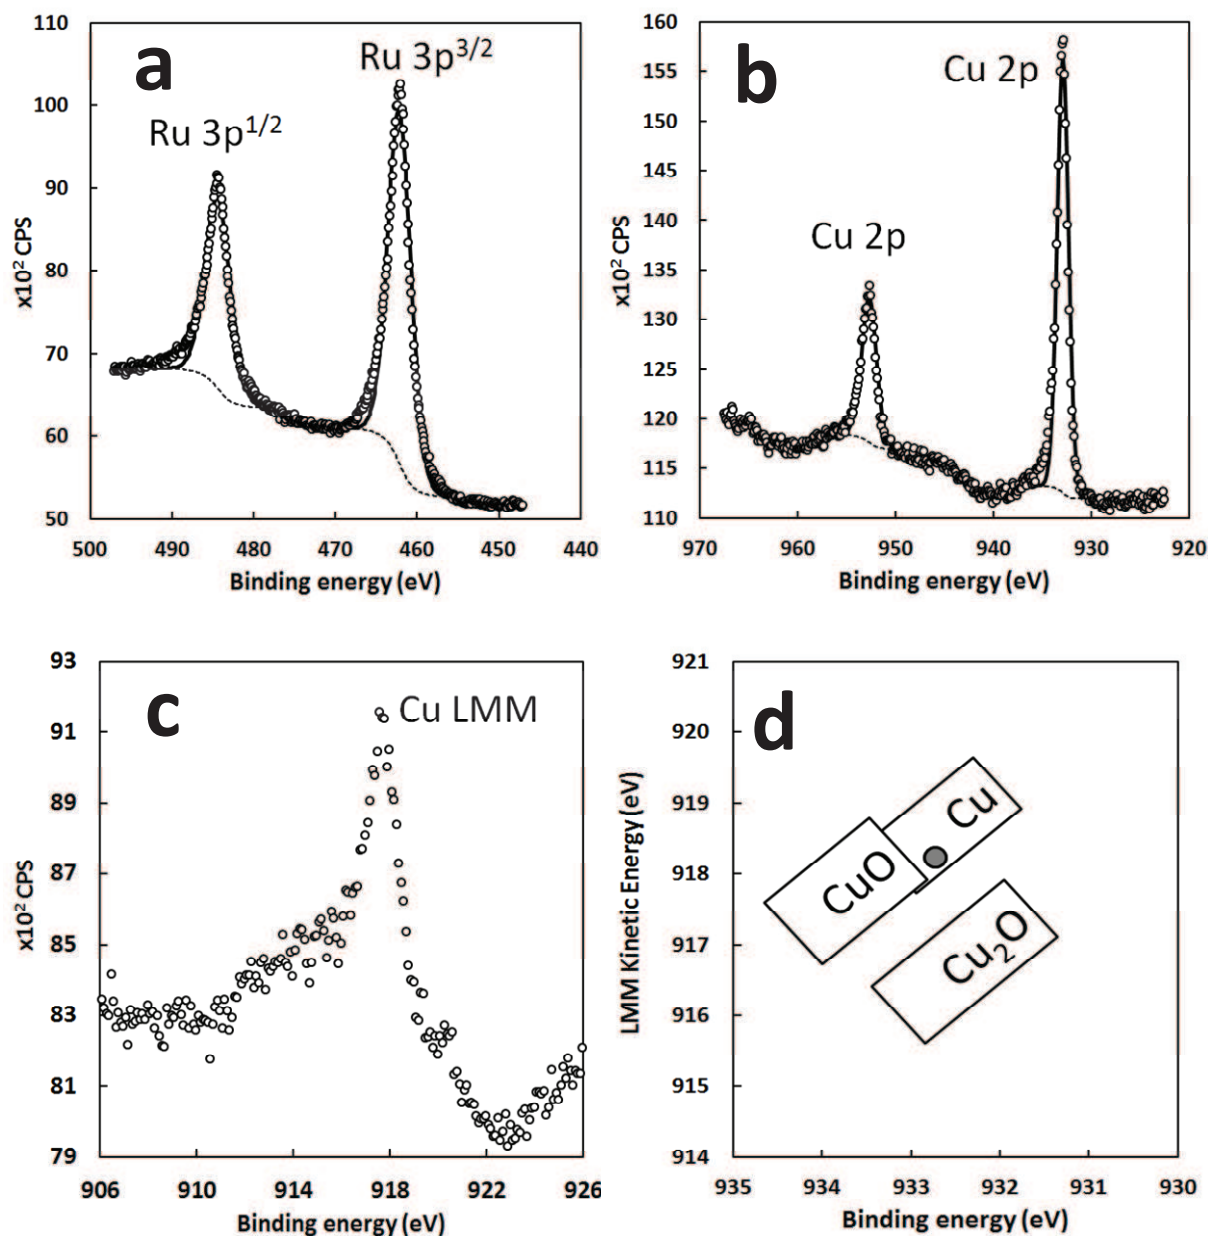 a
Ru 3p1/2
Ru 3p3/2
x10² CPS
110
100
90
80
70
60
50
500 490 480 470 460 450 440
Binding energy (eV)
b
Cu 2p
Cu 2p
x10² CPS
160
155
150
145
140
135
130
125
120
115
110
970 960 950 940 930 920
Binding energy (eV)
c
Cu LMM
x10² CPS
93
91
89
87
85
83
81
79
906 910 914 918 922 926
Binding energy (eV)
d
CuO
Cu
Cu₂O
LMM Kinetic Energy (eV)
921
920
919
918
917
916
915
914
935 934 933 932 931 930
Binding energy (eV)